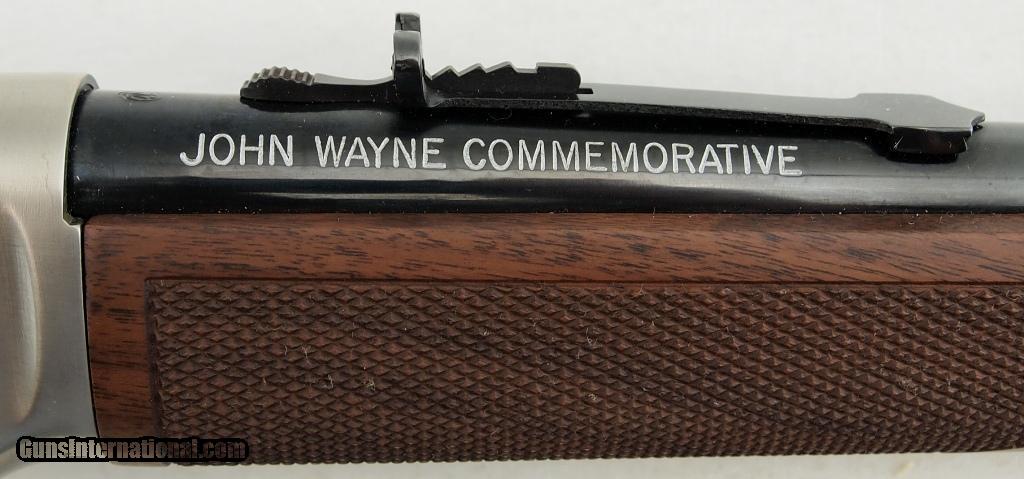 JOHN WAYNE COMMEMORATIVE
GunsInternational.com